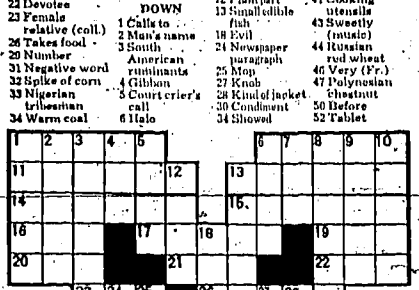 22 Devotee
23 Female
relative (coll.)
26 Takes food
29 Number
31 Negative word
32 Spike of corn
33 Nigerian
tribesman
34 Warm coal
DOWN
1 Calls to
2 Man's name
3 South
American
ruminants
4 Gibbon
5 Court crier's
call
6 Halo
13 Small edible
fish
18 Evil
21 Newspaper
paragraph
25 Mop
27 Knob
28 Kind of jacket
30 Condiment
34 Showed
utensils
43 Sweetly
(music)
44 Russian
red wheat
46 Very (Fr.)
47 Polynesian
chestnut
50 Before
52 Tablet
1 2 3 4 5 6 7 8 9 10
11 12 13
14 15
16 17 18 19
20 21 22